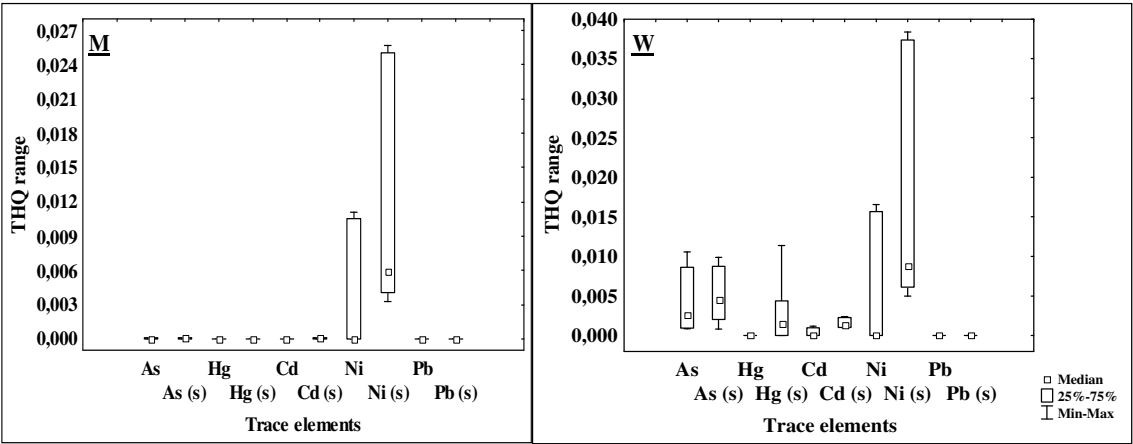 M
THQ range
0,027
0,024
0,021
0,018
0,015
0,012
0,009
0,006
0,003
0,000
As Hg Cd Ni Pb
As (s) Hg (s) Cd (s) Ni (s) Pb (s)
Trace elements
W
THQ range
0,040
0,035
0,030
0,025
0,020
0,015
0,010
0,005
0,000
As Hg Cd Ni Pb
As (s) Hg (s) Cd (s) Ni (s) Pb (s)
Trace elements
Median
25%-75%
Min-Max